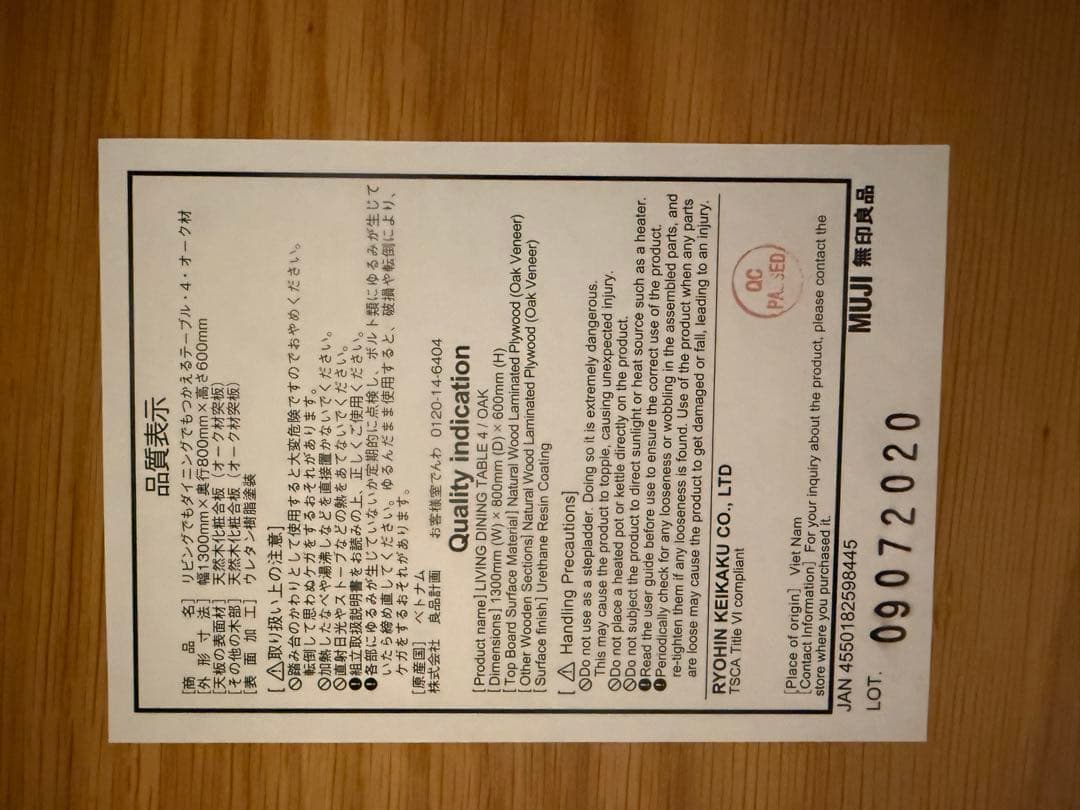 品質表示
[商品名] リビングでもダイニングでもつかえるテーブル・4・オーク材
[外形寸法] 幅1300mm×奥行800mm×高さ600mm
[天板の表面材] 天然木化粧合板（オーク材突板）
[その他の木部] 天然木化粧合板（オーク材突板）
[表面加工] ウレタン樹脂塗装
[⚠取り扱い上の注意]
踏み台のかわりとして使用すると大変危険ですのでおやめください。
転倒して思わぬケガをするおそれがあります。
加熱したなべや湯沸しなどを直接置かないでください。
直射日光やストーブなどの熱をあてないでください。
組立取扱説明書をお読みの上、正しくご使用ください。
各部にゆるみが生じていないか定期的に点検し、ボルト類にゆるみが生じて
いたら締め直してください。ゆるんだまま使用すると、破損や転倒により、
ケガをするおそれがあります。
[原産国] ベトナム
株式会社 良品計画 お客様室でんわ 0120-14-6404
Quality indication
[Product name] LIVING DINING TABLE 4 / OAK
[Dimensions] 1300mm (W) × 800mm (D) × 600mm (H)
[Top Board Surface Material] Natural Wood Laminated Plywood (Oak Veneer)
[Other Wooden Sections] Natural Wood Laminated Plywood (Oak Veneer)
[Surface finish] Urethane Resin Coating
[ ⚠ Handling Precautions]
Do not use as a stepladder. Doing so it is extremely dangerous.
This may cause the product to topple, causing unexpected injury.
Do not place a heated pot or kettle directly on the product.
Do not subject the product to direct sunlight or heat source such as a heater.
Read the user guide before use to ensure the correct use of the product.
Periodically check for any looseness or wobbling in the assembled parts, and
re-tighten them if any looseness is found. Use of the product when any parts
are loose may cause the product to get damaged or fall, leading to an injury.
RYOHIN KEIKAKU CO., LTD
TSCA Title VI compliant
QC
PASSED
[Place of origin] Viet Nam
[Contact Information] For your inquiry about the product, please contact the
store where you purchased it.
JAN 4550182598445
MUJI 無印良品
LOT. 09072020